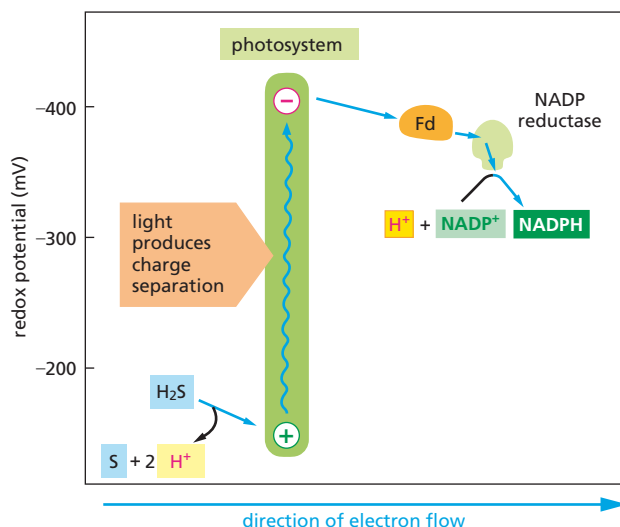 photosystem
−400
−300
−200
redox potential (mV)
−
Fd
NADP
reductase
H⁺ + NADP⁺ NADPH
light
produces
charge
separation
H₂S
+
S + 2 H⁺
direction of electron flow